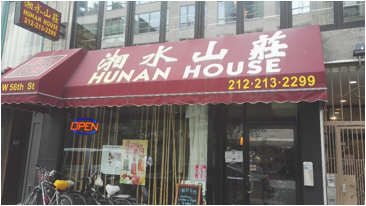 湘水山莊
HUNAN HOUSE
212-213-2299
湘水山莊
HUNAN HOUSE
212·213·2299
W 56th St
OPEN